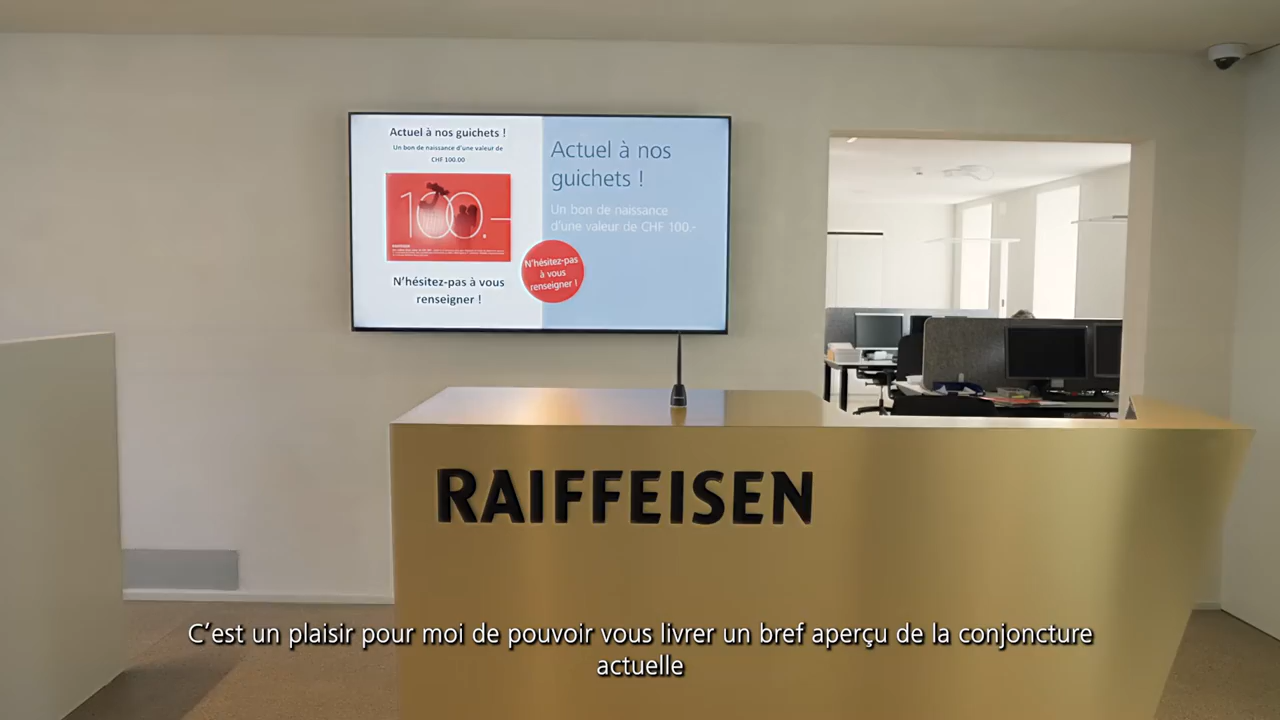 Actuel à nos guichets !
Un bon de naissance d'une valeur de
CHF 100.00
100.–
N'hésitez-pas à vous
renseigner !
Actuel à nos
guichets !
Un bon de naissance
d'une valeur de CHF 100.-
N'hésitez-pas
à vous
renseigner !
RAIFFEISEN
C'est un plaisir pour moi de pouvoir vous livrer un bref aperçu de la conjoncture
actuelle